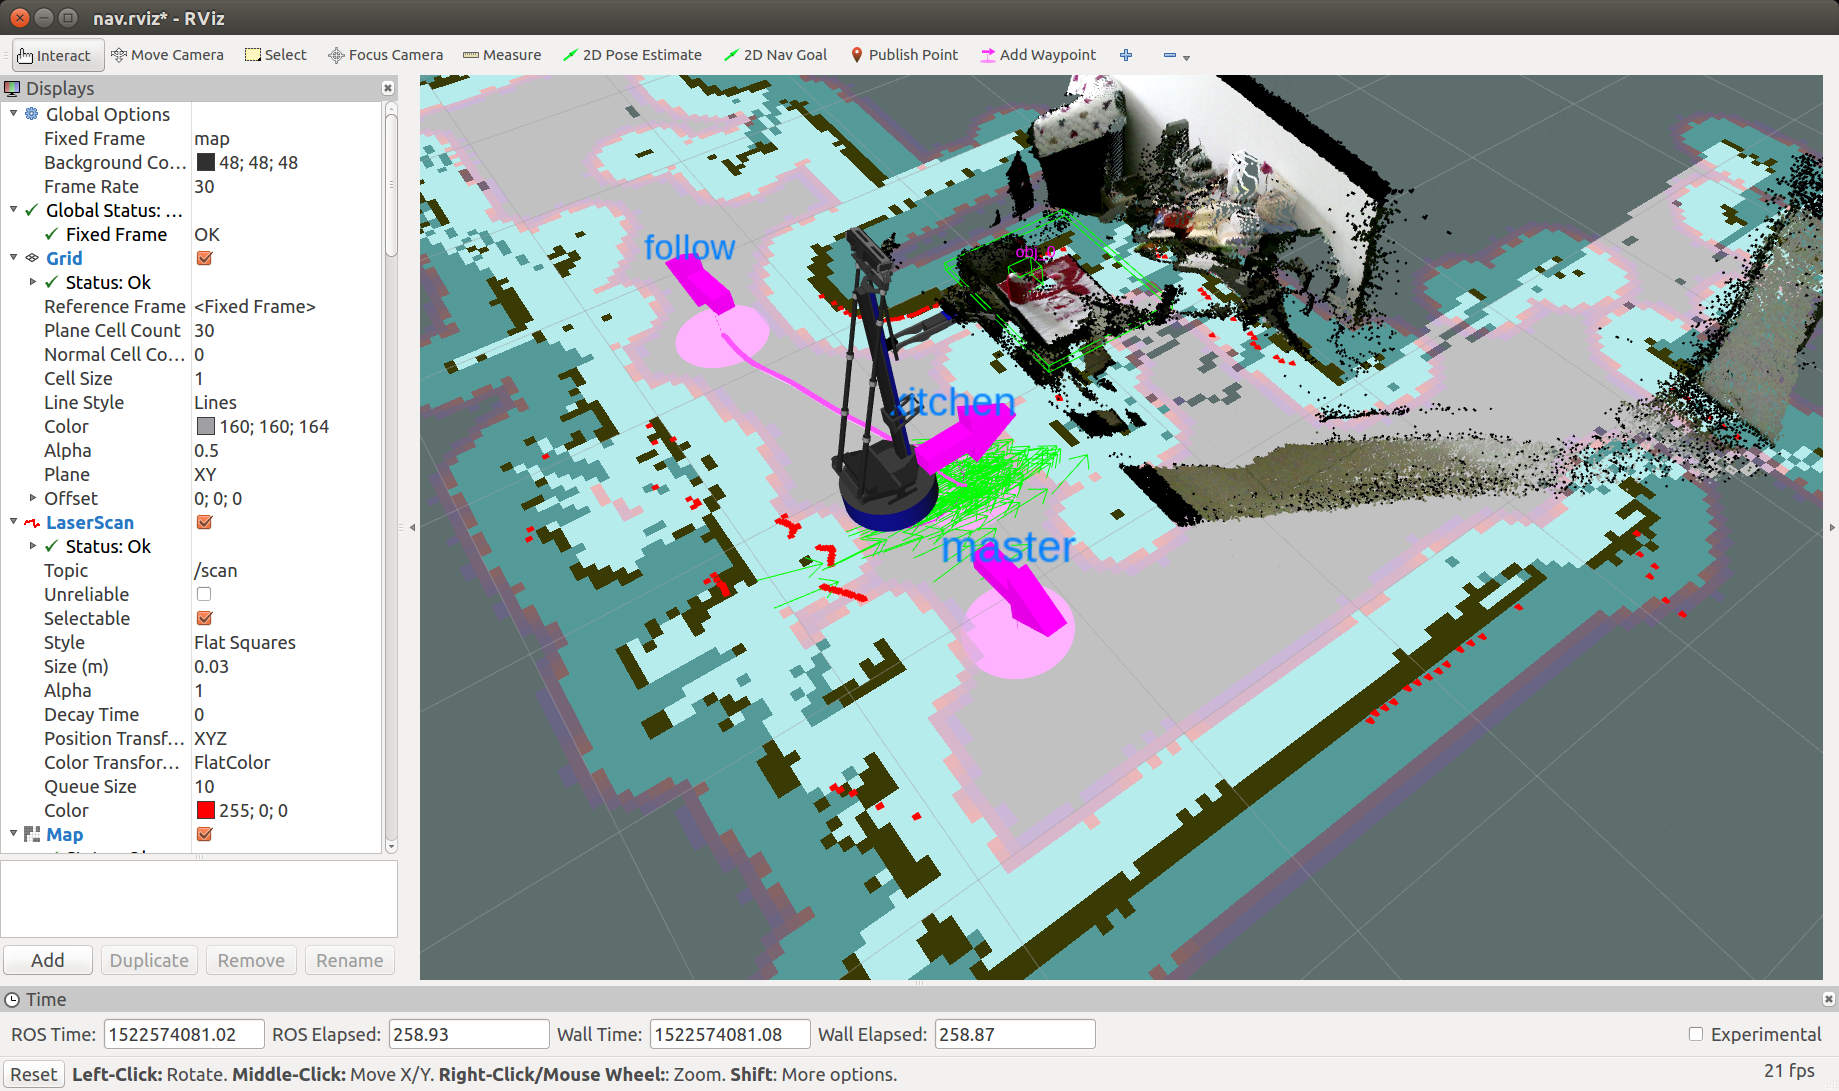 nav.rviz* - RViz
Interact Move Camera Select Focus Camera Measure 2D Pose Estimate 2D Nav Goal Publish Point Add Waypoint
Displays
Global Options
Fixed Frame map
Background Co... 48; 48; 48
Frame Rate 30
Global Status: ...
Fixed Frame OK
Grid
Status: Ok
Reference Frame <Fixed Frame>
Plane Cell Count 30
Normal Cell Co... 0
Cell Size 1
Line Style Lines
Color 160; 160; 164
Alpha 0.5
Plane XY
Offset 0; 0; 0
LaserScan
Status: Ok
Topic /scan
Unreliable
Selectable
Style Flat Squares
Size (m) 0.03
Alpha 1
Decay Time 0
Position Transf... XYZ
Color Transfor... FlatColor
Queue Size 10
Color 255; 0; 0
Map
Add Duplicate Remove Rename
follow
kitchen
master
Time
ROS Time: 1522574081.02 ROS Elapsed: 258.93 Wall Time: 1522574081.08 Wall Elapsed: 258.87 Experimental
Reset Left-Click: Rotate. Middle-Click: Move X/Y. Right-Click/Mouse Wheel:: Zoom. Shift: More options. 21 fps